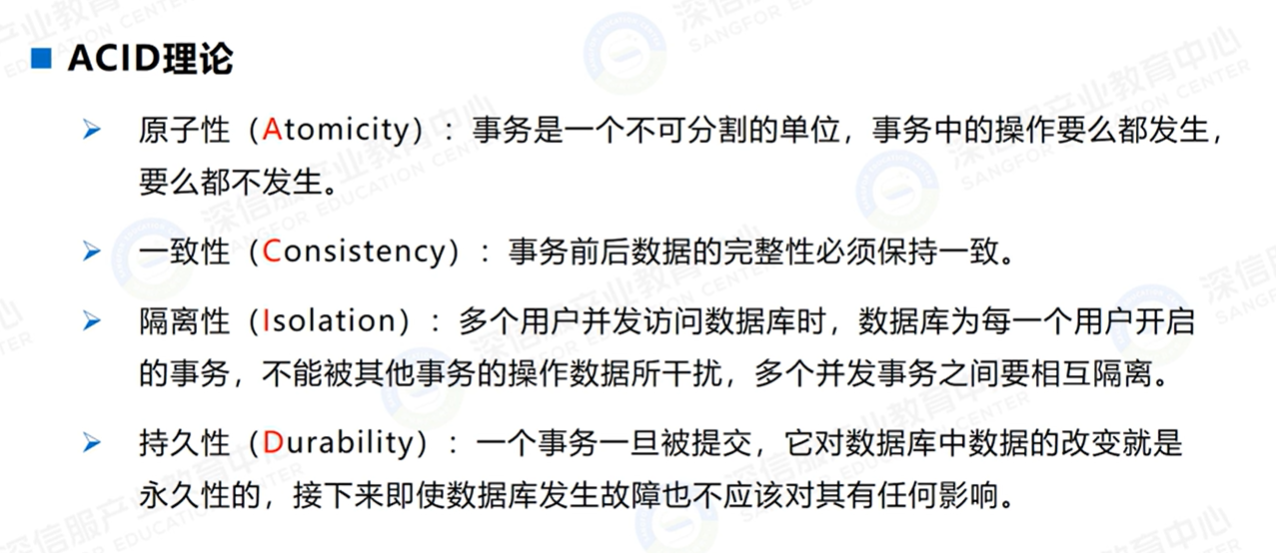 ACID理论
原子性（Atomicity）：事务是一个不可分割的单位，事务中的操作要么都发生，
要么都不发生。
一致性（Consistency）：事务前后数据的完整性必须保持一致。
隔离性（Isolation）：多个用户并发访问数据库时，数据库为每一个用户开启
的事务，不能被其他事务的操作数据所干扰，多个并发事务之间要相互隔离。
持久性（Durability）：一个事务一旦被提交，它对数据库中数据的改变就是
永久性的，接下来即使数据库发生故障也不应该对其有任何影响。
深信服产业教育中心
SANGFOR EDUCATION CENTER